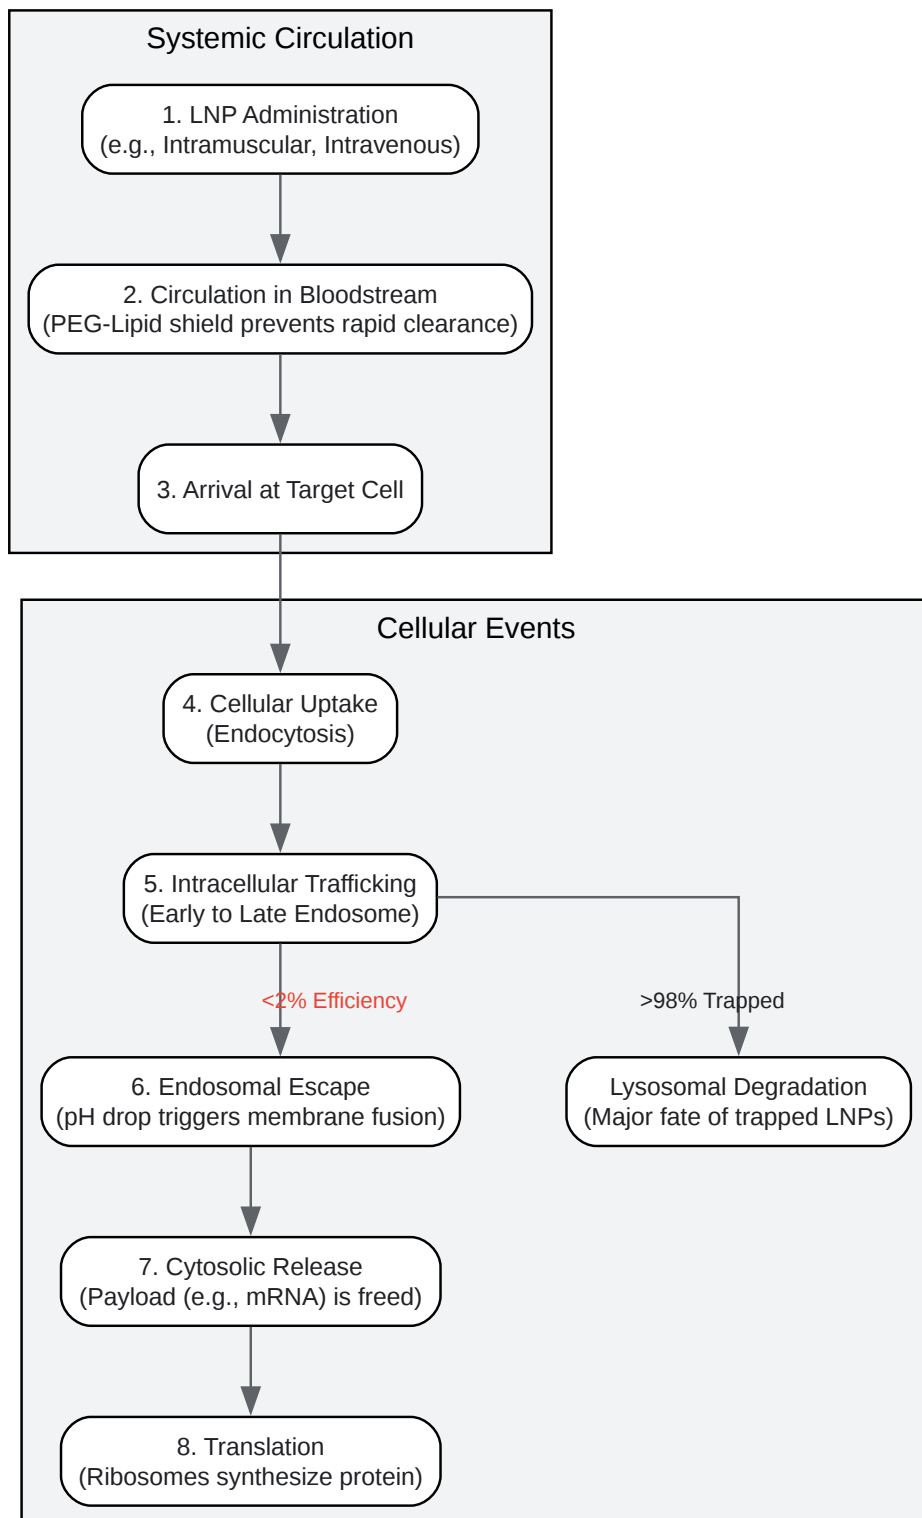 Systemic Circulation
1. LNP Administration
(e.g., Intramuscular, Intravenous)
2. Circulation in Bloodstream
(PEG-Lipid shield prevents rapid clearance)
3. Arrival at Target Cell
Cellular Events
4. Cellular Uptake
(Endocytosis)
5. Intracellular Trafficking
(Early to Late Endosome)
<2% Efficiency
>98% Trapped
6. Endosomal Escape
(pH drop triggers membrane fusion)
Lysosomal Degradation
(Major fate of trapped LNPs)
7. Cytosolic Release
(Payload (e.g., mRNA) is freed)
8. Translation
(Ribosomes synthesize protein)